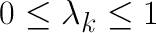 0 ≤ λ_k ≤ 1